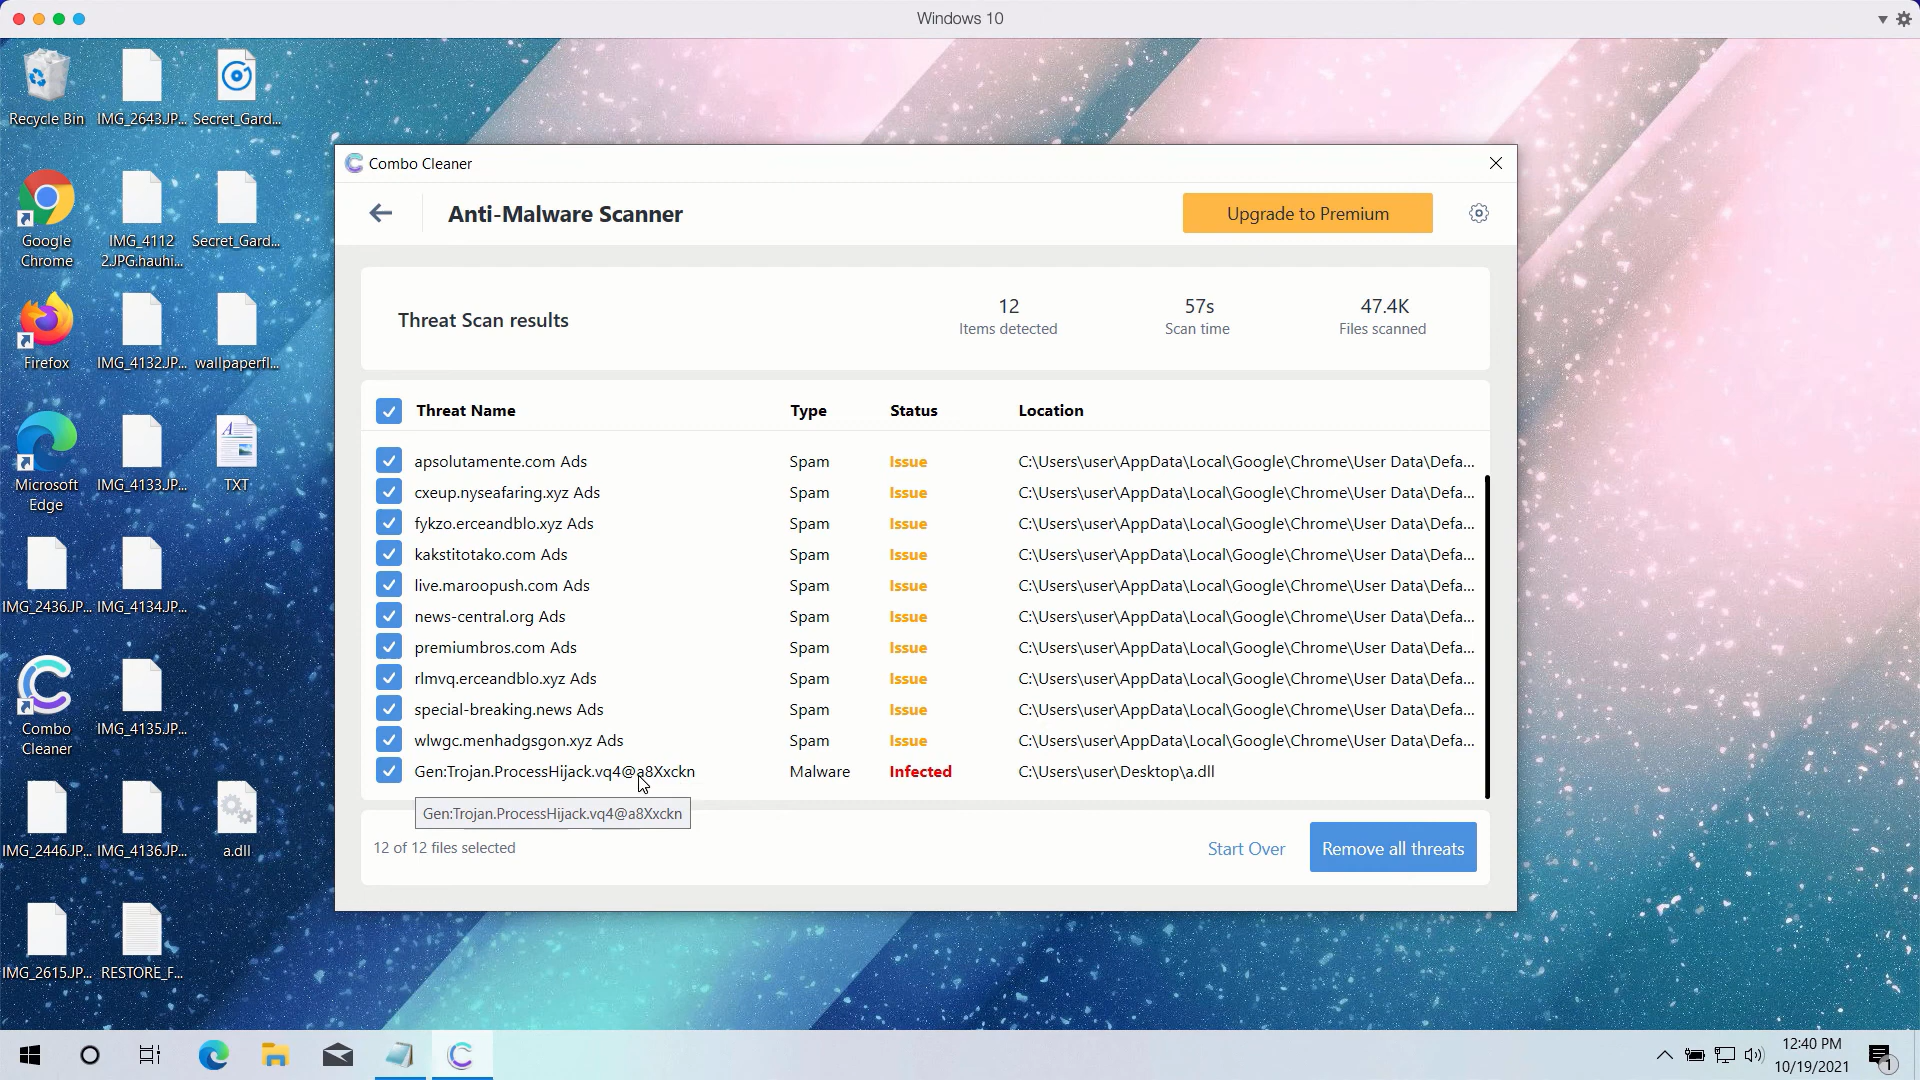 Windows 10
Recycle Bin
IMG_2643.JP...
Secret_Gard...
Google
Chrome
IMG_4112
2.JPG.hauhi...
Secret_Gard...
Firefox
IMG_4132.JP...
wallpaperfl...
Microsoft
Edge
IMG_4133.JP...
TXT
IMG_2436.JP...
IMG_4134.JP...
Combo
Cleaner
IMG_4135.JP...
IMG_2446.JP...
IMG_4136.JP...
a.dll
IMG_2615.JP...
RESTORE_F...
Combo Cleaner
Anti-Malware Scanner
Upgrade to Premium
Threat Scan results
12
Items detected
57s
Scan time
47.4K
Files scanned
Threat Name Type Status Location
apsolutamente.com Ads Spam Issue C:\Users\user\AppData\Local\Google\Chrome\User Data\Defa...
cxeup.nyseafaring.xyz Ads Spam Issue C:\Users\user\AppData\Local\Google\Chrome\User Data\Defa...
fykzo.erceandblo.xyz Ads Spam Issue C:\Users\user\AppData\Local\Google\Chrome\User Data\Defa...
kakstitotako.com Ads Spam Issue C:\Users\user\AppData\Local\Google\Chrome\User Data\Defa...
live.maroopush.com Ads Spam Issue C:\Users\user\AppData\Local\Google\Chrome\User Data\Defa...
news-central.org Ads Spam Issue C:\Users\user\AppData\Local\Google\Chrome\User Data\Defa...
premiumbros.com Ads Spam Issue C:\Users\user\AppData\Local\Google\Chrome\User Data\Defa...
rlmvq.erceandblo.xyz Ads Spam Issue C:\Users\user\AppData\Local\Google\Chrome\User Data\Defa...
special-breaking.news Ads Spam Issue C:\Users\user\AppData\Local\Google\Chrome\User Data\Defa...
wlwgc.menhadgsgon.xyz Ads Spam Issue C:\Users\user\AppData\Local\Google\Chrome\User Data\Defa...
Gen:Trojan.ProcessHijack.vq4@a8Xxckn Malware Infected C:\Users\user\Desktop\a.dll
Gen:Trojan.ProcessHijack.vq4@a8Xxckn
12 of 12 files selected
Start Over
Remove all threats
12:40 PM
10/19/2021
1